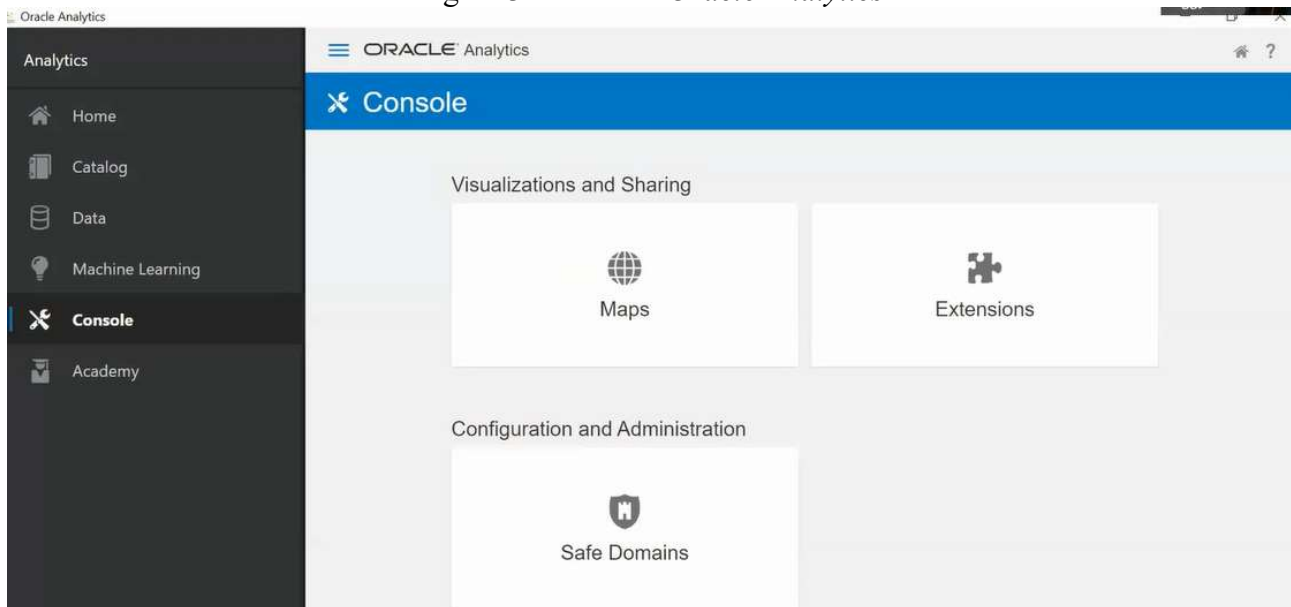 Oracle Analytics
Analytics
Home
Catalog
Data
Machine Learning
Console
Academy
ORACLE Analytics
?
Console
Visualizations and Sharing
Maps
Extensions
Configuration and Administration
Safe Domains